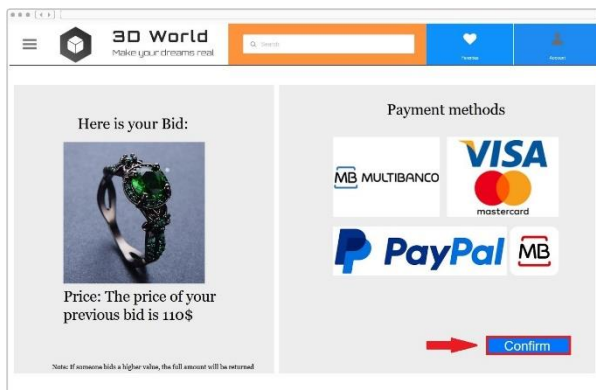 3D World
Make your dreams real
Search
Favorites
Account
Here is your Bid:
Price: The price of your
previous bid is 110$
Note: If someone bids a higher value, the full amount will be returned
Payment methods
MB MULTIBANCO
VISA
mastercard
PayPal
MB
Confirm